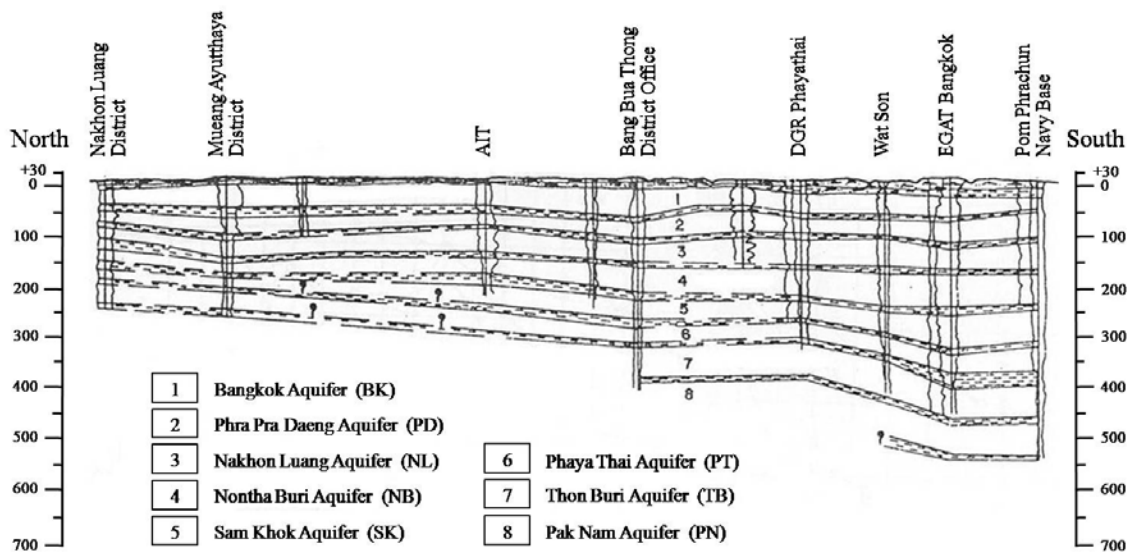 Nakhon Luang
District
Mueang Ayutthaya
District
AIT
Bang Bua Thong
District Office
DGR Phayathai
Wat Son
EGAT Bangkok
Pom Phrachun
Navy Base
North
South
+30
0
100
200
300
400
500
600
700
+30
0
100
200
300
400
500
600
700
1
2
3
4
5
6
7
8
?
?
?
?
1 Bangkok Aquifer (BK)
2 Phra Pra Daeng Aquifer (PD)
3 Nakhon Luang Aquifer (NL)
4 Nontha Buri Aquifer (NB)
5 Sam Khok Aquifer (SK)
6 Phaya Thai Aquifer (PT)
7 Thon Buri Aquifer (TB)
8 Pak Nam Aquifer (PN)